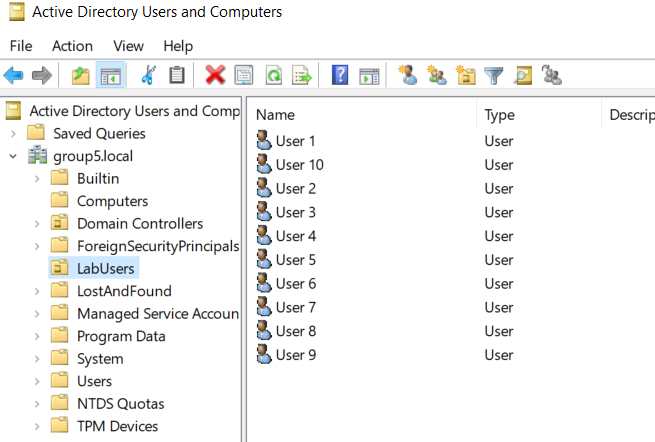 Active Directory Users and Computers
File Action View Help
Active Directory Users and Comp
Saved Queries
group5.local
Builtin
Computers
Domain Controllers
ForeignSecurityPrincipals
LabUsers
LostAndFound
Managed Service Accoun
Program Data
System
Users
NTDS Quotas
TPM Devices
Name Type Descrip
User 1 User
User 10 User
User 2 User
User 3 User
User 4 User
User 5 User
User 6 User
User 7 User
User 8 User
User 9 User